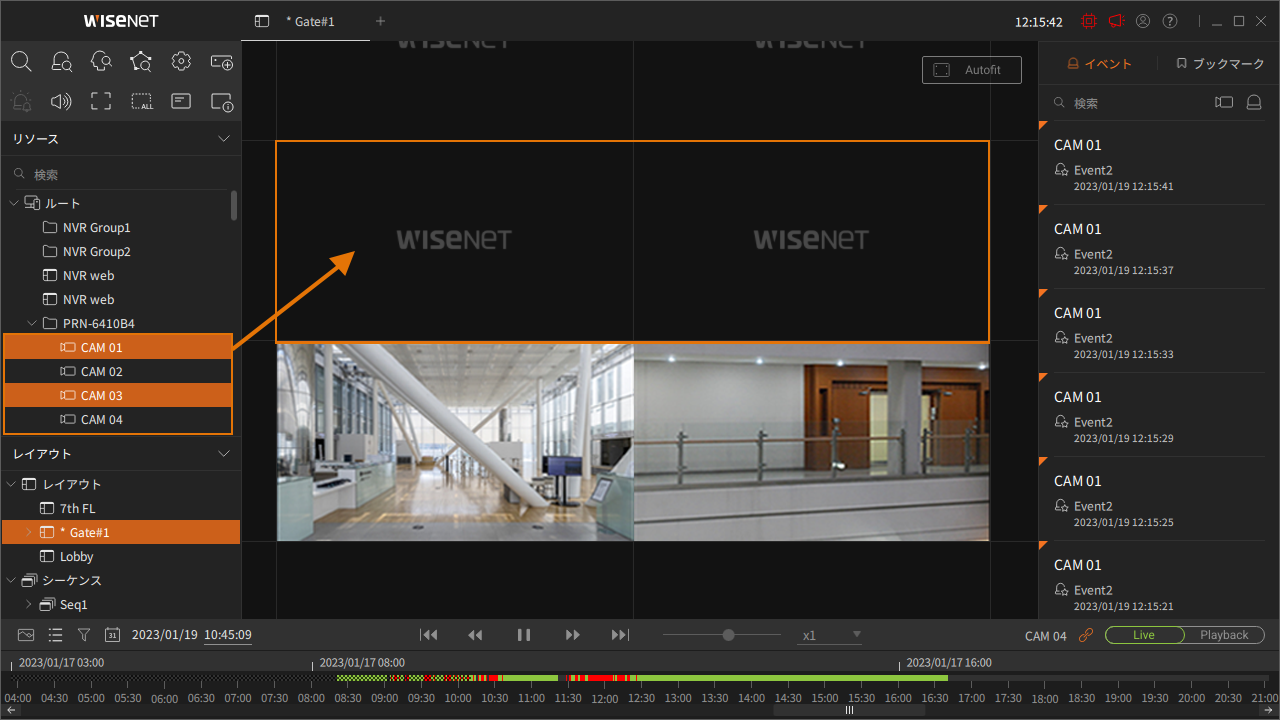 WISENET
* Gate#1
+
12:15:42
ALL
リソース
検索
ルート
NVR Group1
NVR Group2
NVR web
NVR web
PRN-6410B4
CAM 01
CAM 02
CAM 03
CAM 04
レイアウト
レイアウト
7th FL
* Gate#1
Lobby
シーケンス
Seq1
WISENET
WISENET
Autofit
WISENET
WISENET
イベント
ブックマーク
検索
CAM 01
Event2
2023/01/19 12:15:41
CAM 01
Event2
2023/01/19 12:15:37
CAM 01
Event2
2023/01/19 12:15:33
CAM 01
Event2
2023/01/19 12:15:29
CAM 01
Event2
2023/01/19 12:15:25
CAM 01
Event2
2023/01/19 12:15:21
31
2023/01/19 10:45:09
x1
CAM 04
Live
Playback
2023/01/17 03:00
2023/01/17 08:00
2023/01/17 16:00
04:00 04:30 05:00 05:30 06:00 06:30 07:00 07:30 08:00 08:30 09:00 09:30 10:00 10:30 11:00 11:30 12:00 12:30 13:00 13:30 14:00 14:30 15:00 15:30 16:00 16:30 17:00 17:30 18:00 18:30 19:00 19:30 20:00 20:30 21:00